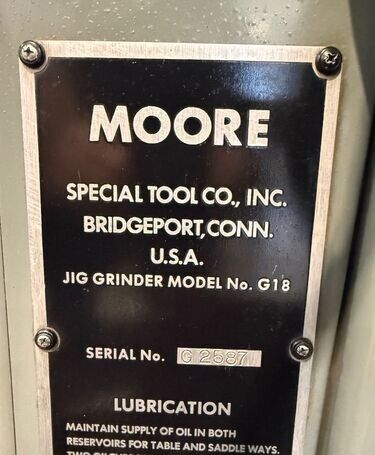 MOORE
SPECIAL TOOL CO., INC.
BRIDGEPORT, CONN.
U.S.A.
JIG GRINDER MODEL No. G18
SERIAL No. G 2587
LUBRICATION
MAINTAIN SUPPLY OF OIL IN BOTH
RESERVOIRS FOR TABLE AND SADDLE WAYS.